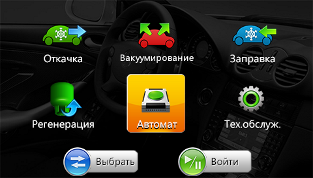 Откачка Вакуумирование Заправка
Регенерация Автомат Тех.обслуж.
Выбрать Войти